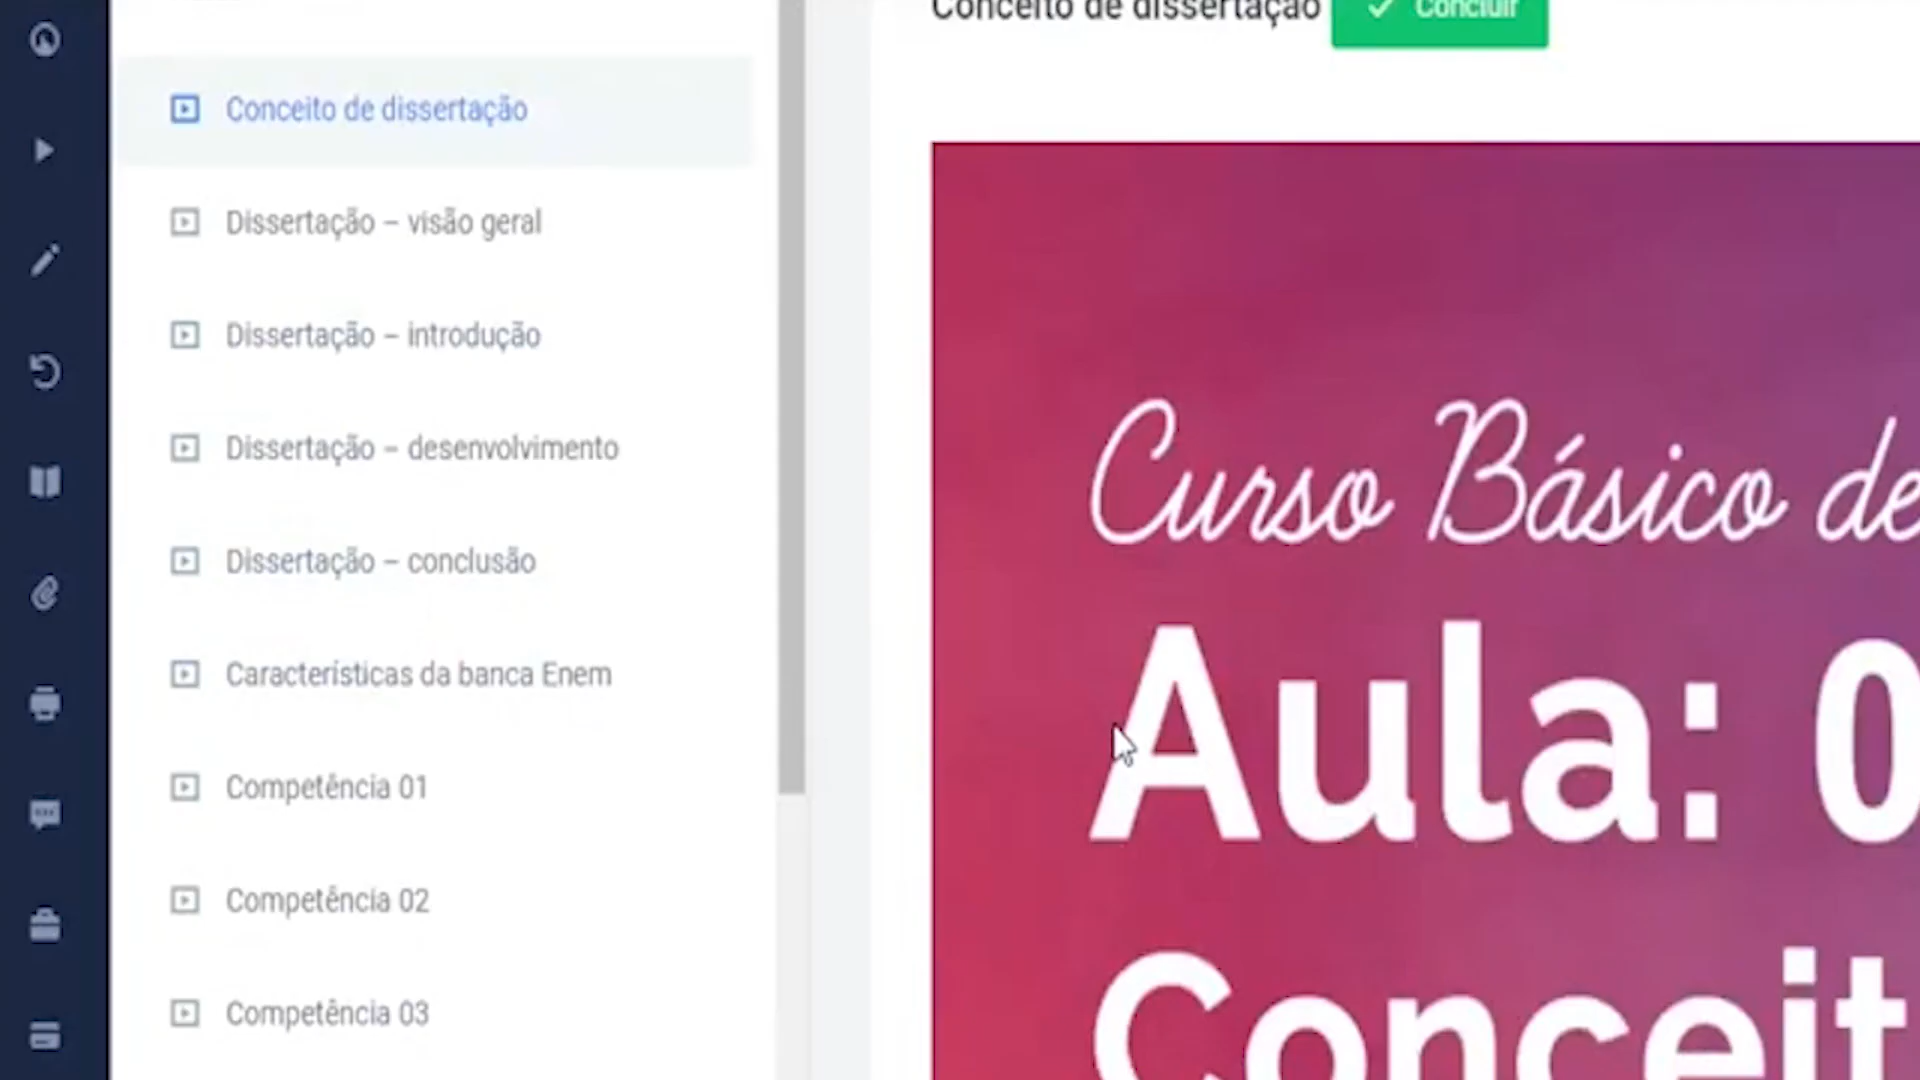 Conceito de dissertação
Dissertação – visão geral
Dissertação – introdução
Dissertação – desenvolvimento
Dissertação – conclusão
Características da banca Enem
Competência 01
Competência 02
Competência 03
Conceito de dissertação
Concluir
Curso Básico de
Aula: 0
Conceit